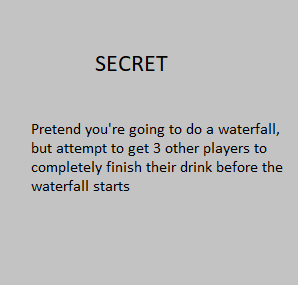 SECRET
Pretend you're going to do a waterfall,
but attempt to get 3 other players to
completely finish their drink before the
waterfall starts